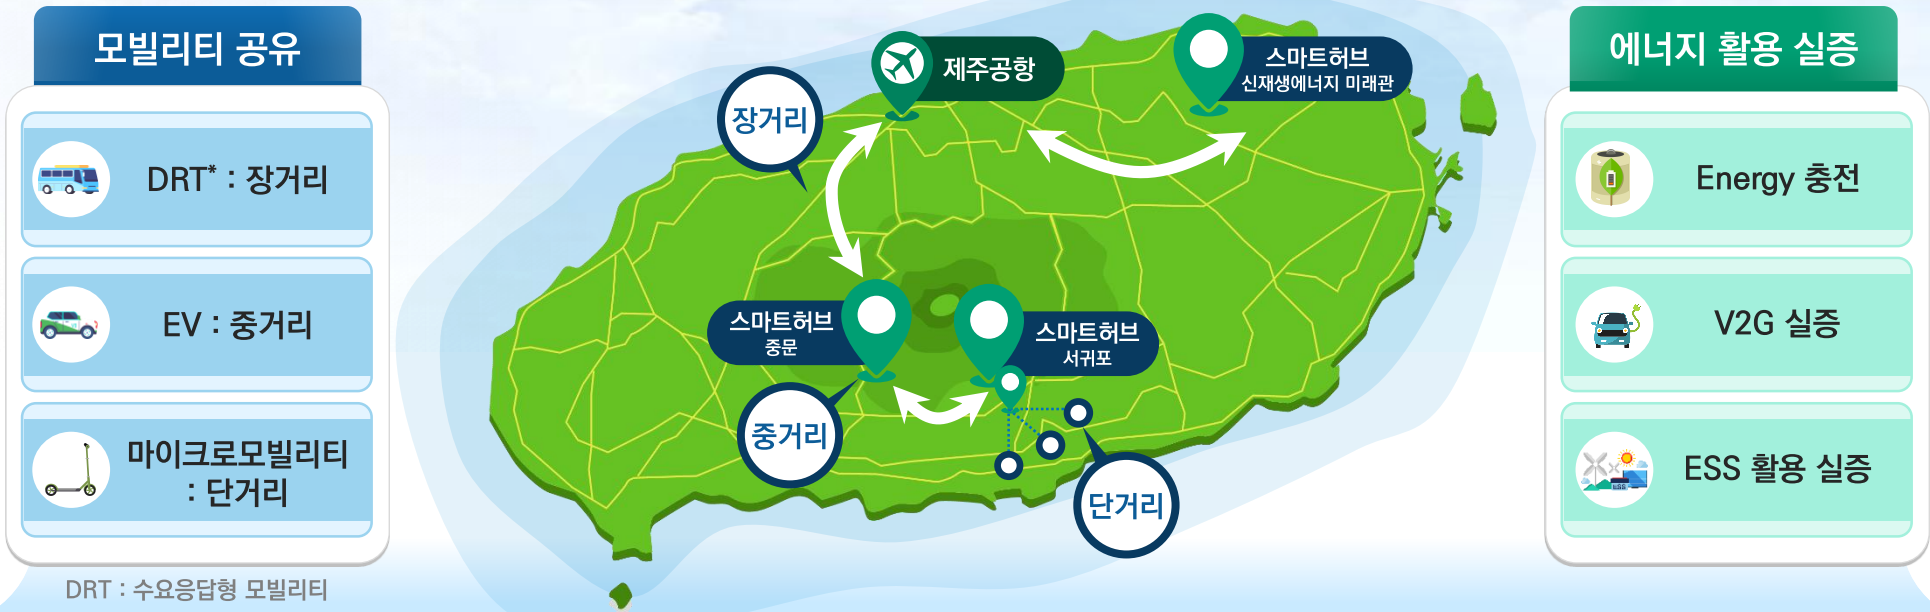 모빌리티 공유
DRT* : 장거리
EV : 중거리
마이크로모빌리티
: 단거리
DRT : 수요응답형 모빌리티
제주공항
스마트허브
신재생에너지 미래관
장거리
스마트허브
중문
스마트허브
서귀포
중거리
단거리
에너지 활용 실증
Energy 충전
V2G 실증
ESS 활용 실증
ESS